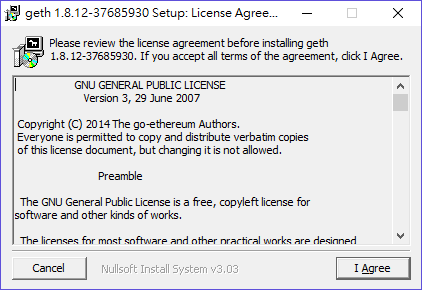 geth 1.8.12-37685930 Setup: License Agree...
Please review the license agreement before installing geth
1.8.12-37685930. If you accept all terms of the agreement, click I Agree.
GNU GENERAL PUBLIC LICENSE
Version 3, 29 June 2007
Copyright (C) 2014 The go-ethereum Authors.
Everyone is permitted to copy and distribute verbatim copies
of this license document, but changing it is not allowed.
Preamble
The GNU General Public License is a free, copyleft license for
software and other kinds of works.
The licenses for most software and other practical works are designed
Cancel
Nullsoft Install System v3.03
I Agree